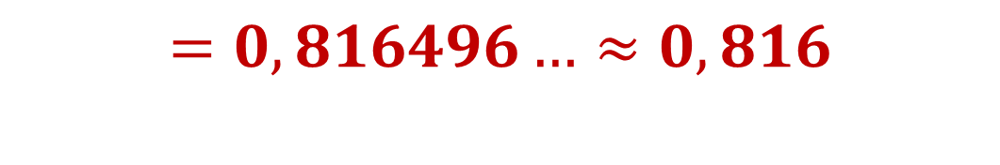 = 0,816496 … ≈ 0,816